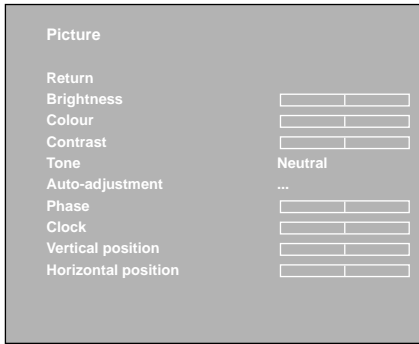 Picture
Return
Brightness
Colour
Contrast
Tone Neutral
Auto-adjustment ...
Phase
Clock
Vertical position
Horizontal position